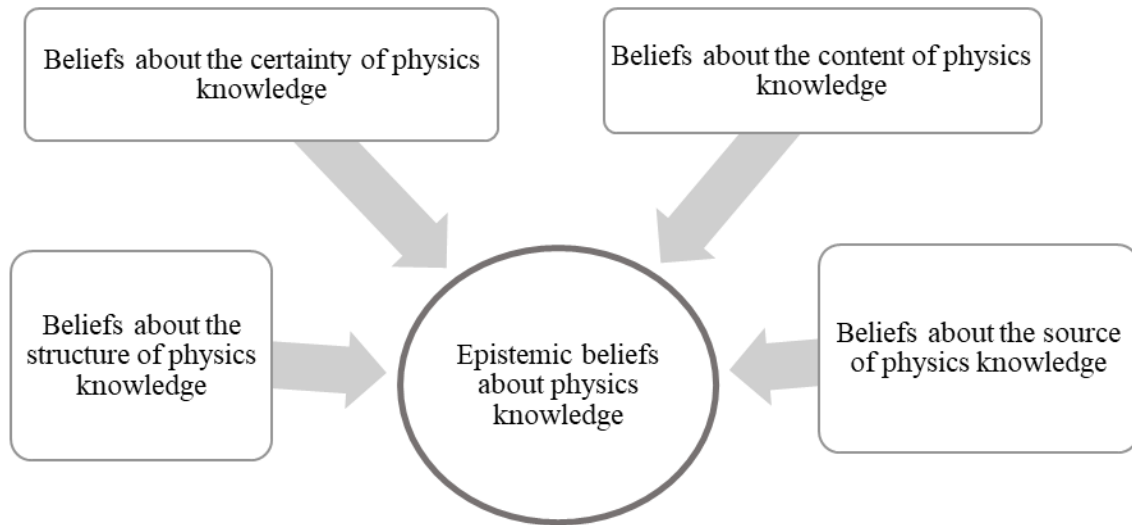 Beliefs about the certainty of physics
knowledge
Beliefs about the content of physics
knowledge
Beliefs about the
structure of physics
knowledge
Epistemic beliefs
about physics
knowledge
Beliefs about the source
of physics knowledge